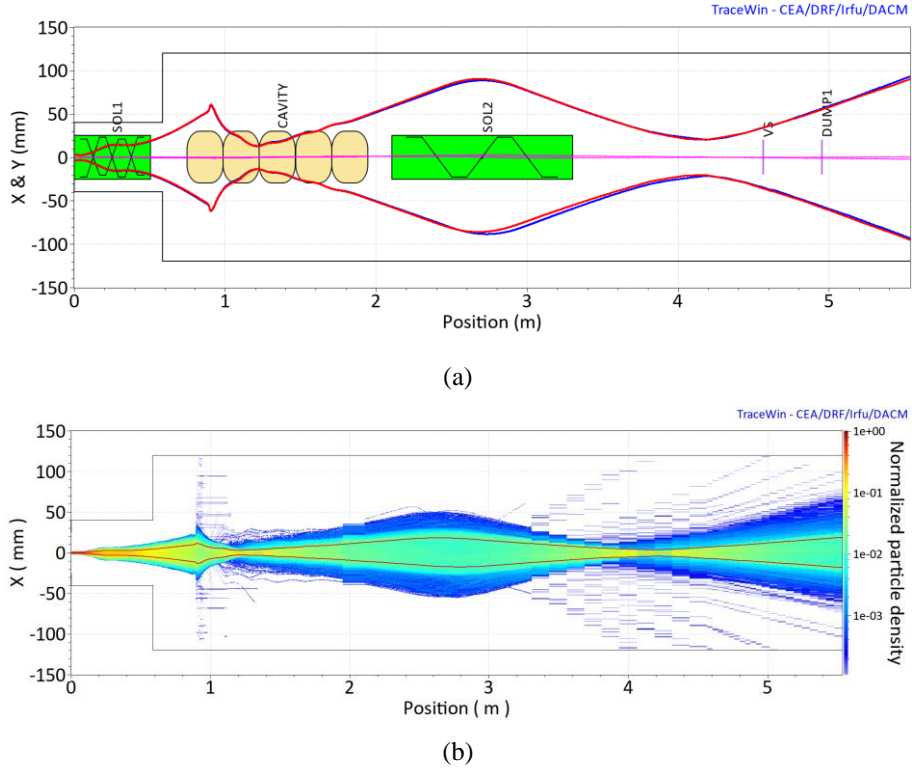 TraceWin - CEA/DRF/Irfu/DACM
150
100
50
0
-50
-100
-150
X & Y (mm)
SOL1
CAVITY
SOL2
VS
DUMP1
0 1 2 3 4 5
Position (m)
(a)
TraceWin - CEA/DRF/Irfu/DACM
150
100
50
0
-50
-100
-150
X ( mm )
1e+00
1e-01
1e-02
1e-03
Normalized particle density
0 1 2 3 4 5
Position ( m )
(b)